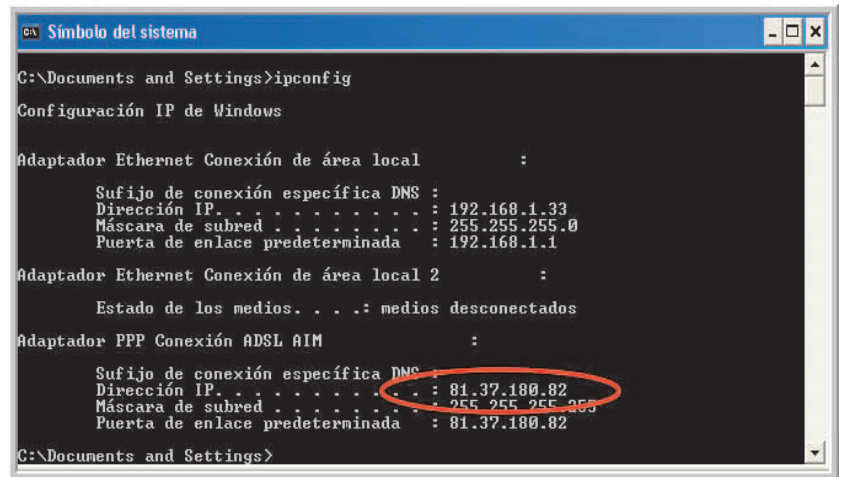 Símbolo del sistema
C:\Documents and Settings>ipconfig
Configuración IP de Windows
Adaptador Ethernet Conexión de área local :
Sufijo de conexión específica DNS :
Dirección IP. . . . . . . . . . . : 192.168.1.33
Máscara de subred . . . . . . . . : 255.255.255.0
Puerta de enlace predeterminada : 192.168.1.1
Adaptador Ethernet Conexión de área local 2 :
Estado de los medios. . . .: medios desconectados
Adaptador PPP Conexión ADSL AIM :
Sufijo de conexión específica DNS :
Dirección IP. . . . . . . . . . . : 81.37.180.82
Máscara de subred . . . . . . . . : 255.255.255.255
Puerta de enlace predeterminada : 81.37.180.82
C:\Documents and Settings>